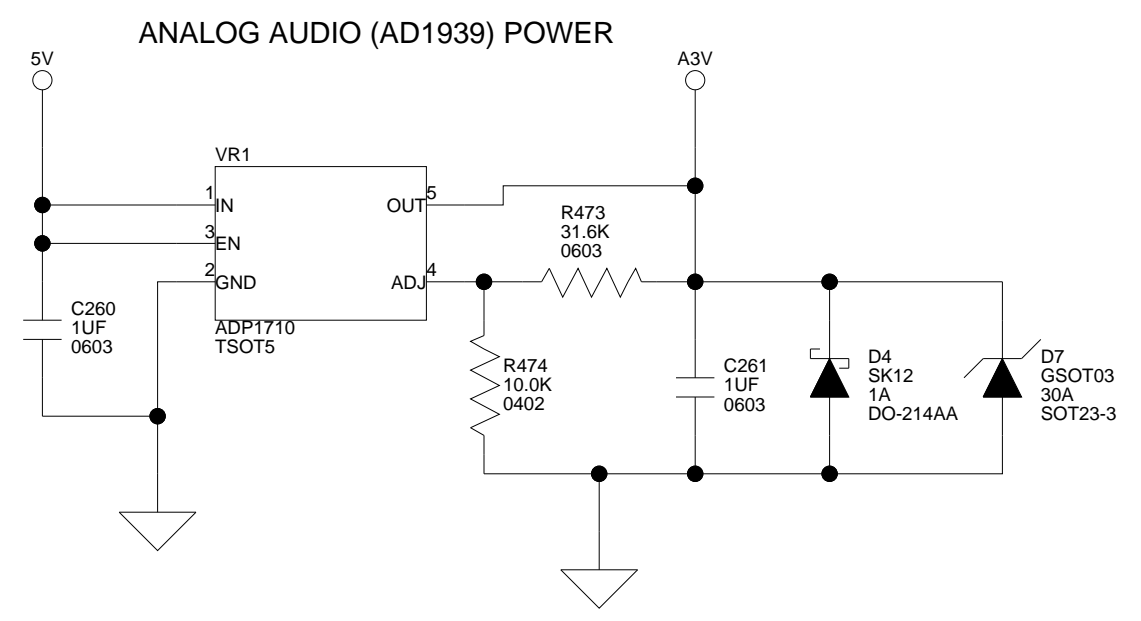 ANALOG AUDIO (AD1939) POWER
5V
A3V
VR1
1
IN
3
EN
2
GND
OUT
5
ADJ
4
ADP1710
TSOT5
R473
31.6K
0603
C260
1UF
0603
R474
10.0K
0402
C261
1UF
0603
D4
SK12
1A
DO-214AA
D7
GSOT03
30A
SOT23-3